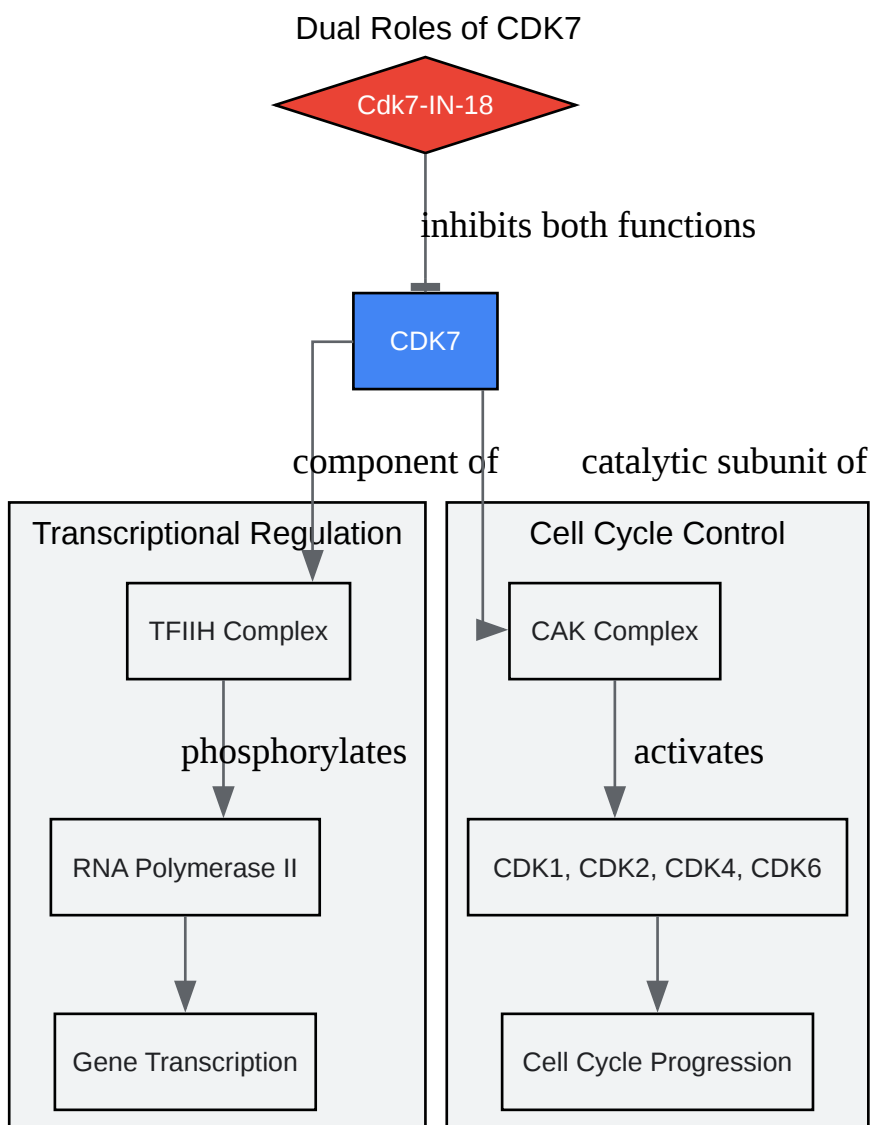 Dual Roles of CDK7
Cdk7-IN-18
inhibits both functions
CDK7
component of
catalytic subunit of
Transcriptional Regulation
Cell Cycle Control
TFIIH Complex
CAK Complex
phosphorylates
activates
RNA Polymerase II
CDK1, CDK2, CDK4, CDK6
Gene Transcription
Cell Cycle Progression